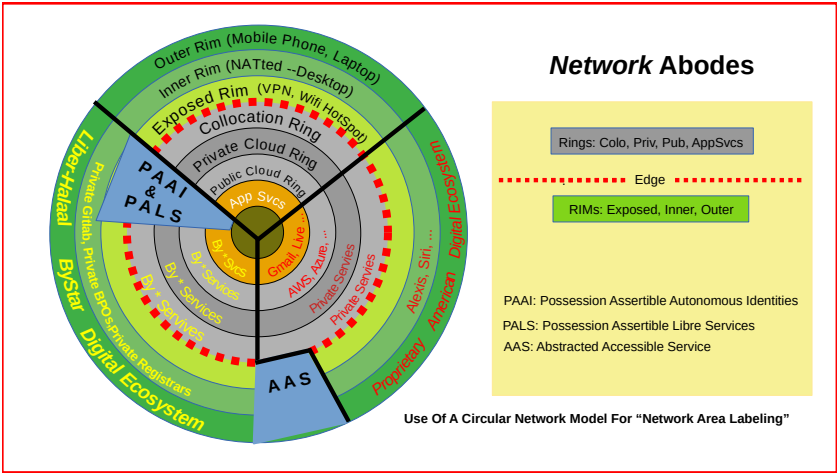 Outer Rim (Mobile Phone, Laptop)
Inner Rim (NATted --Desktop)
Exposed Rim (VPN, Wifi HotSpot)
Collocation Ring
Private Cloud Ring
Public Cloud Ring
App Svcs
PAAI
&
PALS
Liber-Halaal
ByStar
Digital Ecosystem
Private Gitlab, Private BPOs,Private Registrars
By * Servives
By * Services
By * Services
By *Svcs
Gmail, Live ...
AWS, Azure, ...
Private Servies
Private Servies
Alexis, Siri, ...
Proprietary American Digital Ecosystem
AAS
Network Abodes
Rings: Colo, Priv, Pub, AppSvcs
Edge
RIMs: Exposed, Inner, Outer
PAAI: Possession Assertible Autonomous Identities
PALS: Possession Assertible Libre Services
AAS: Abstracted Accessible Service
Use Of A Circular Network Model For “Network Area Labeling”